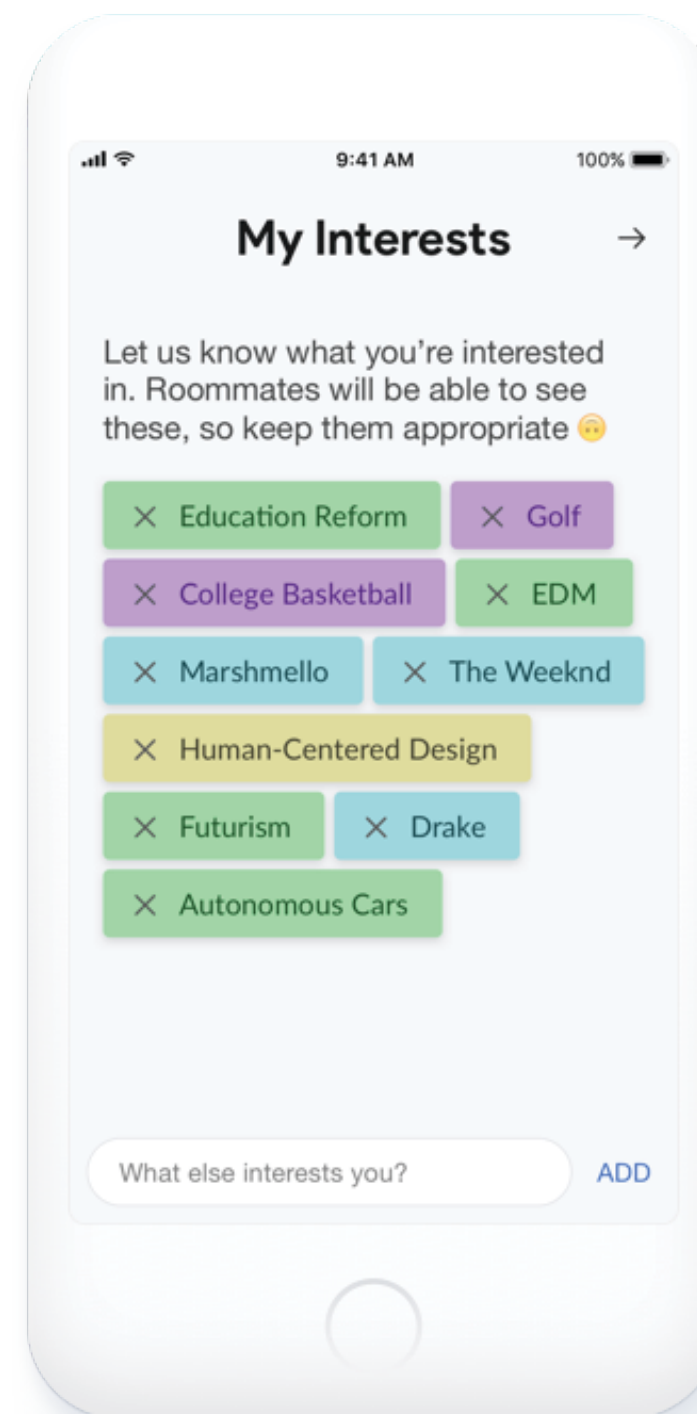 9:41 AM 100%
My Interests →
Let us know what you’re interested
in. Roommates will be able to see
these, so keep them appropriate 🙃
× Education Reform × Golf
× College Basketball × EDM
× Marshmello × The Weeknd
× Human-Centered Design
× Futurism × Drake
× Autonomous Cars
What else interests you? ADD